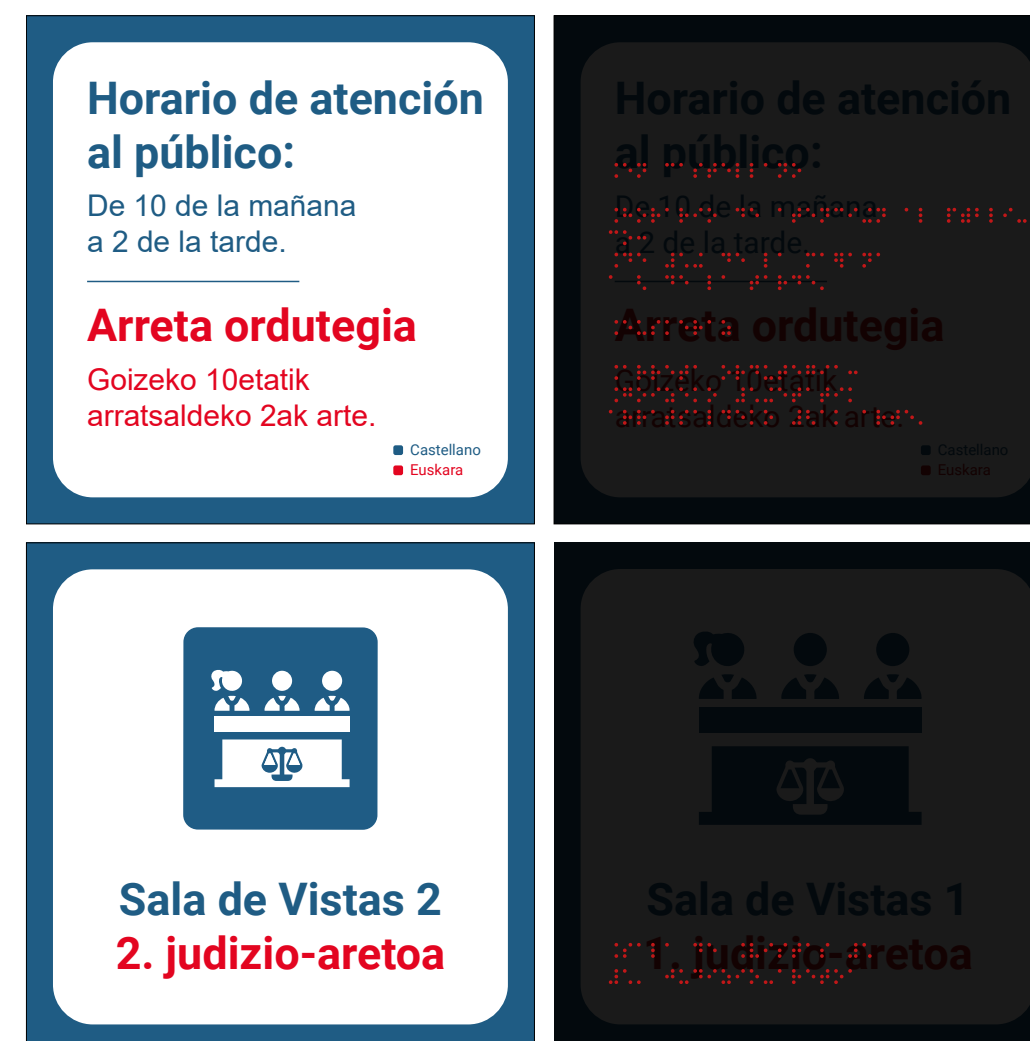 Horario de atención
al público:
De 10 de la mañana
a 2 de la tarde.
Arreta ordutegia
Goizeko 10etatik
arratsaldeko 2ak arte.
Castellano
Euskara
Horario de atención
al público:
De 10 de la mañana
a 2 de la tarde.
Arreta ordutegia
Goizeko 10etatik
arratsaldeko 2ak arte.
Castellano
Euskara
Sala de Vistas 2
2. judizio-aretoa
Sala de Vistas 1
1. judizio-aretoa